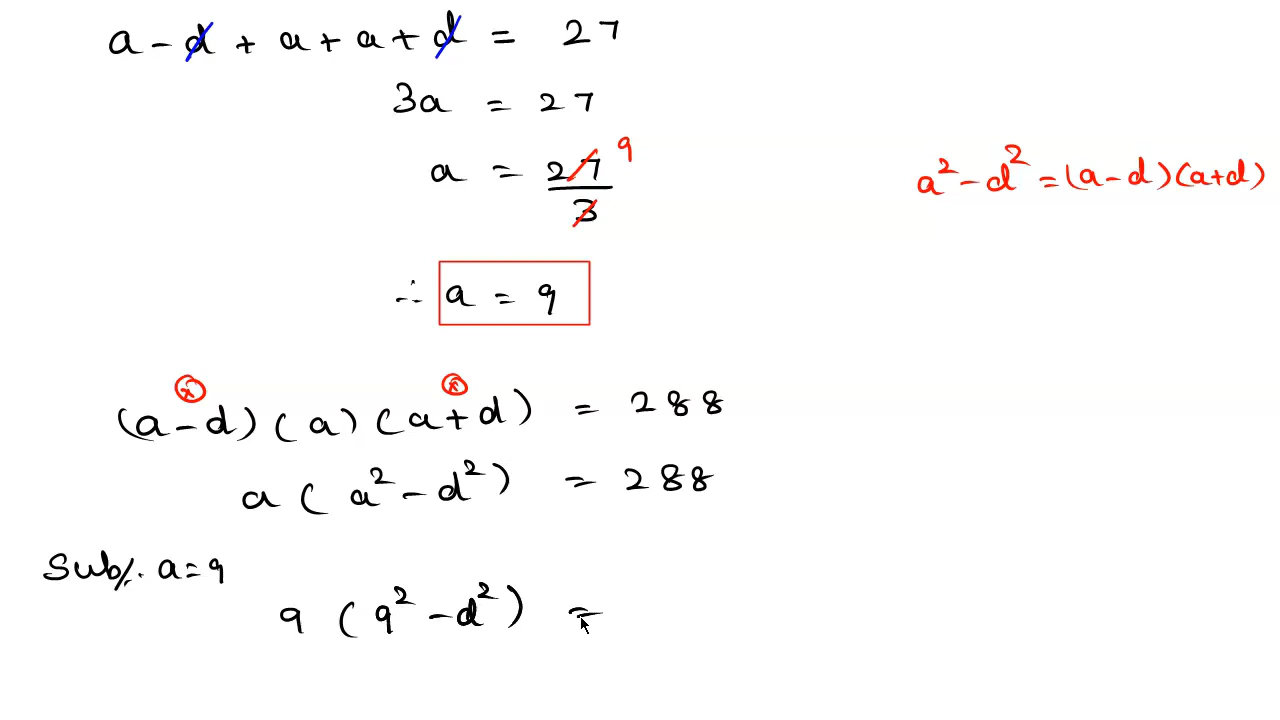 a - d + a + a + d = 27
3a = 27
a = 27/3 9
a² - d² = (a - d)(a + d)
∴ a = 9
(a - d) (a) (a + d) = 288
a (a² - d²) = 288
Sub/. a = 9
9 (9² - d²) =